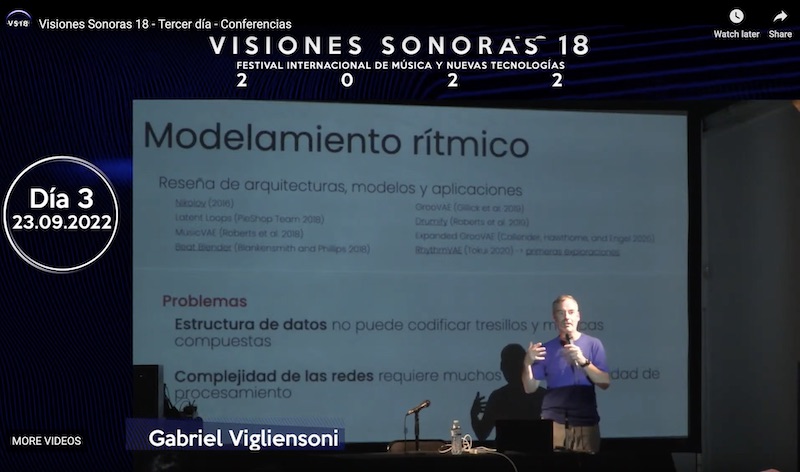 VS18
Visiones Sonoras 18 - Tercer día - Conferencias
Watch later
Share
VISIONES SONORAS 18
FESTIVAL INTERNACIONAL DE MÚSICA Y NUEVAS TECNOLOGÍAS
2 0 2 2
Día 3
23.09.2022
Modelamiento rítmico
Reseña de arquitecturas, modelos y aplicaciones
Nikolov (2016)
Latent Loops (PieShop Team 2018)
MusicVAE (Roberts et al. 2018)
Beat Blender (Blankensmith and Phillips 2018)
GrooVAE (Gillick et al. 2019)
Drumify (Roberts et al. 2019)
Expanded GrooVAE (Callender, Hawthorne, and Engel 2020)
RhythmVAE (Tokui 2020) primeras exploraciones
Problemas
Estructura de datos no puede codificar tresillos y
compuestas
Complejidad de las redes requiere muchos de
procesamiento
MORE VIDEOS
Gabriel Vigliensoni